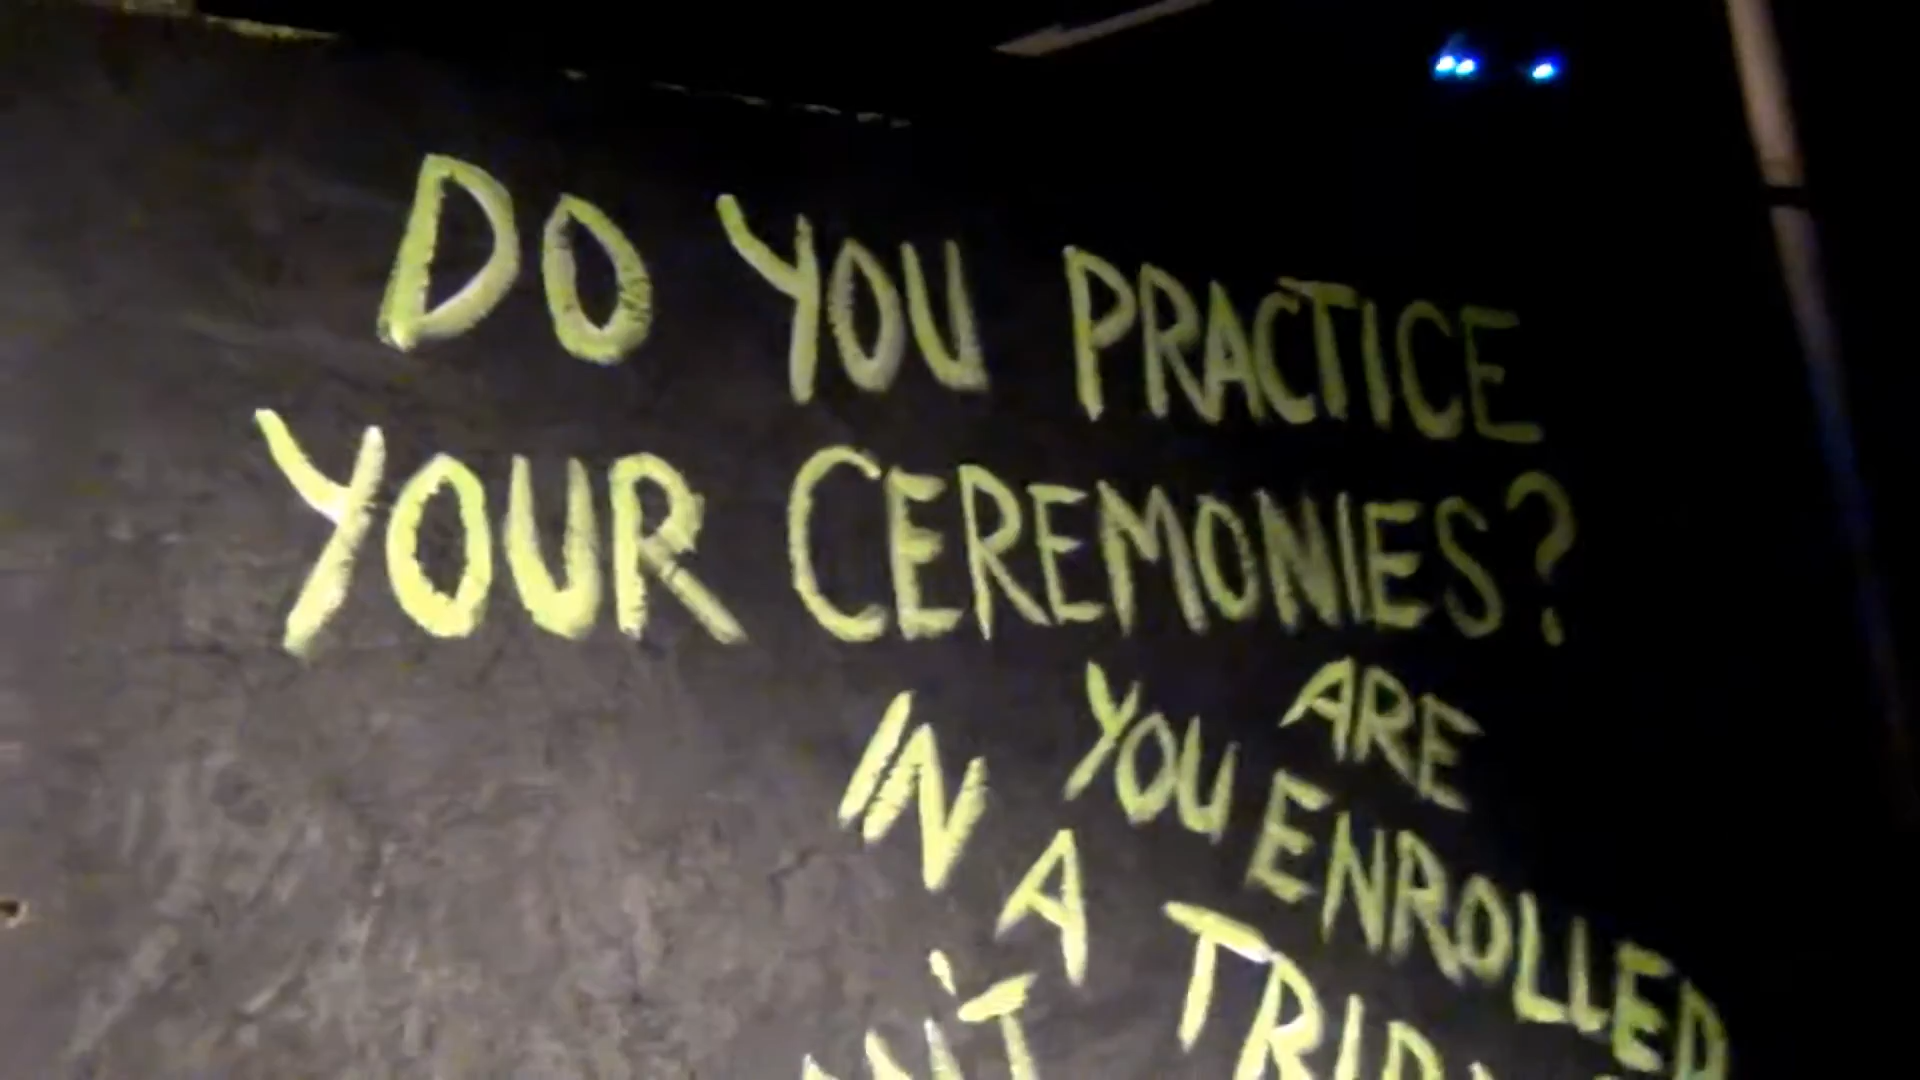 DO YOU PRACTICE
YOUR CEREMONIES?
ARE
YOU ENROLLED
IN A